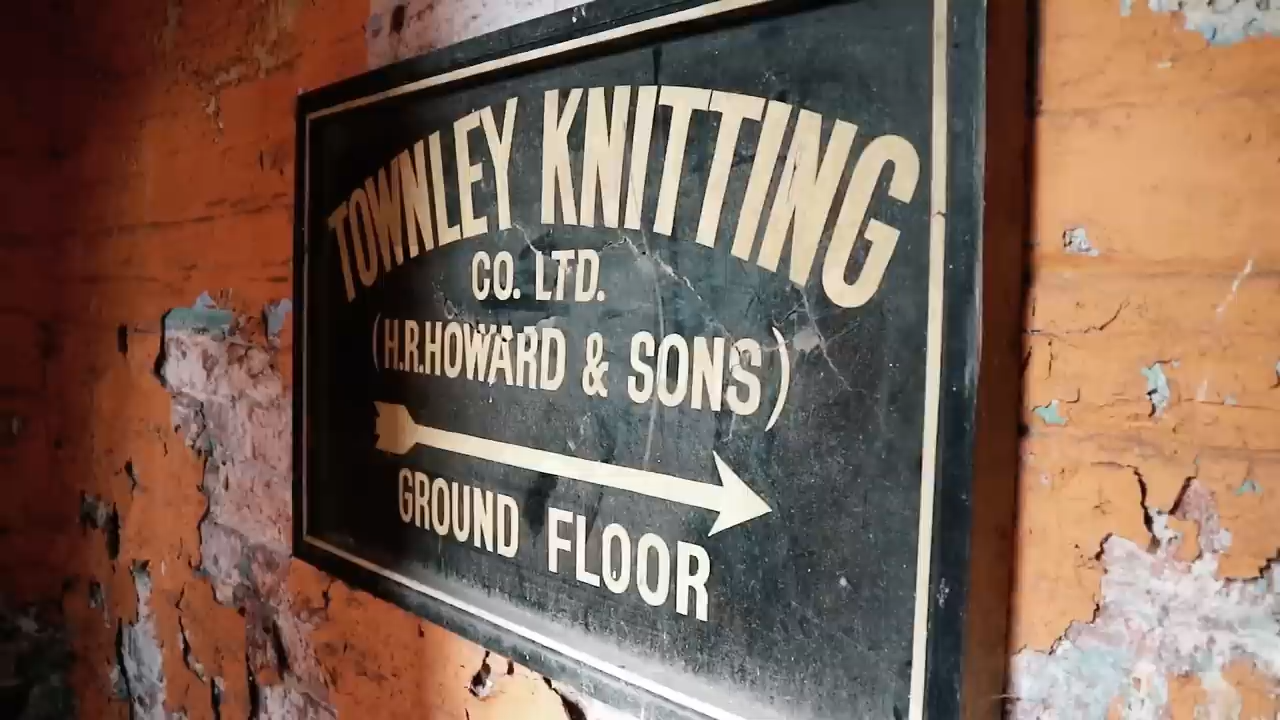 TOWNLEY KNITTING
CO. LTD.
(H.R.HOWARD & SONS)
GROUND FLOOR